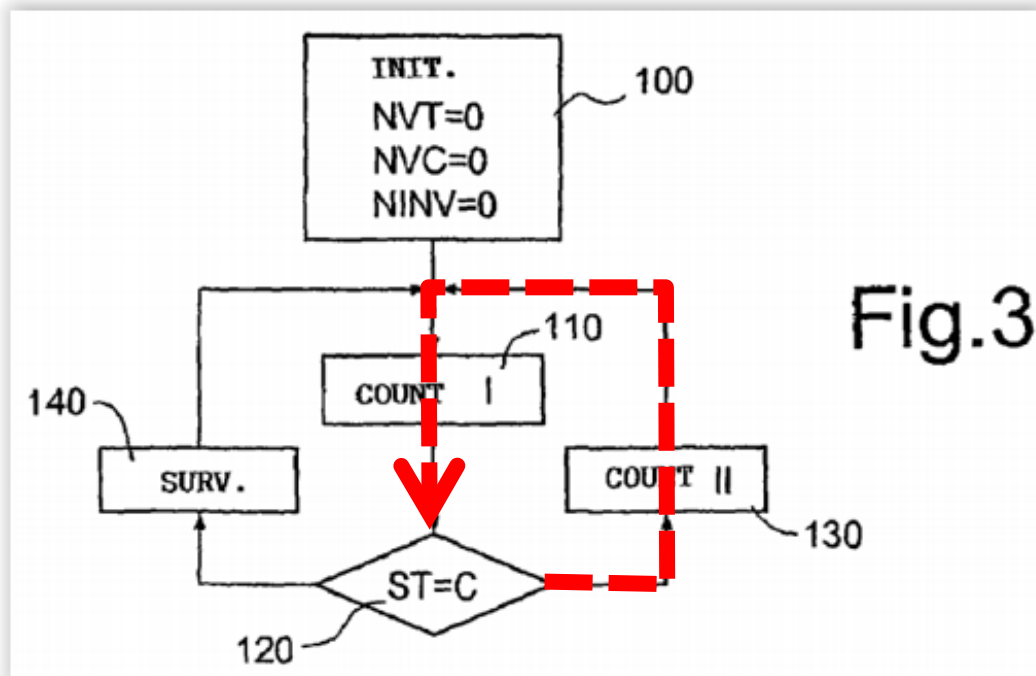 INIT.
NVT=0
NVC=0
NINV=0
100
Fig.3
110
COUNT I
140
SURV.
COUNT II
130
ST=C
120